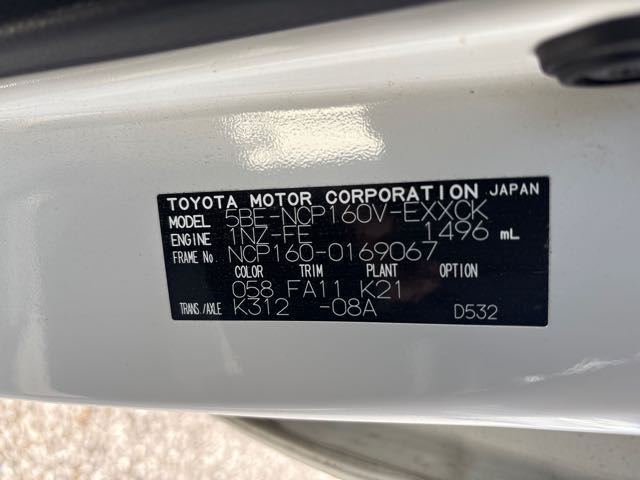 TOYOTA MOTOR CORPORATION JAPAN
MODEL 5BE-NCP160V-EXXCK
ENGINE 1NZ-FE 1496 mL
FRAME No. NCP160-0169067
COLOR TRIM PLANT OPTION
058 FA11 K21
TRANS./AXLE K312 -08A D532